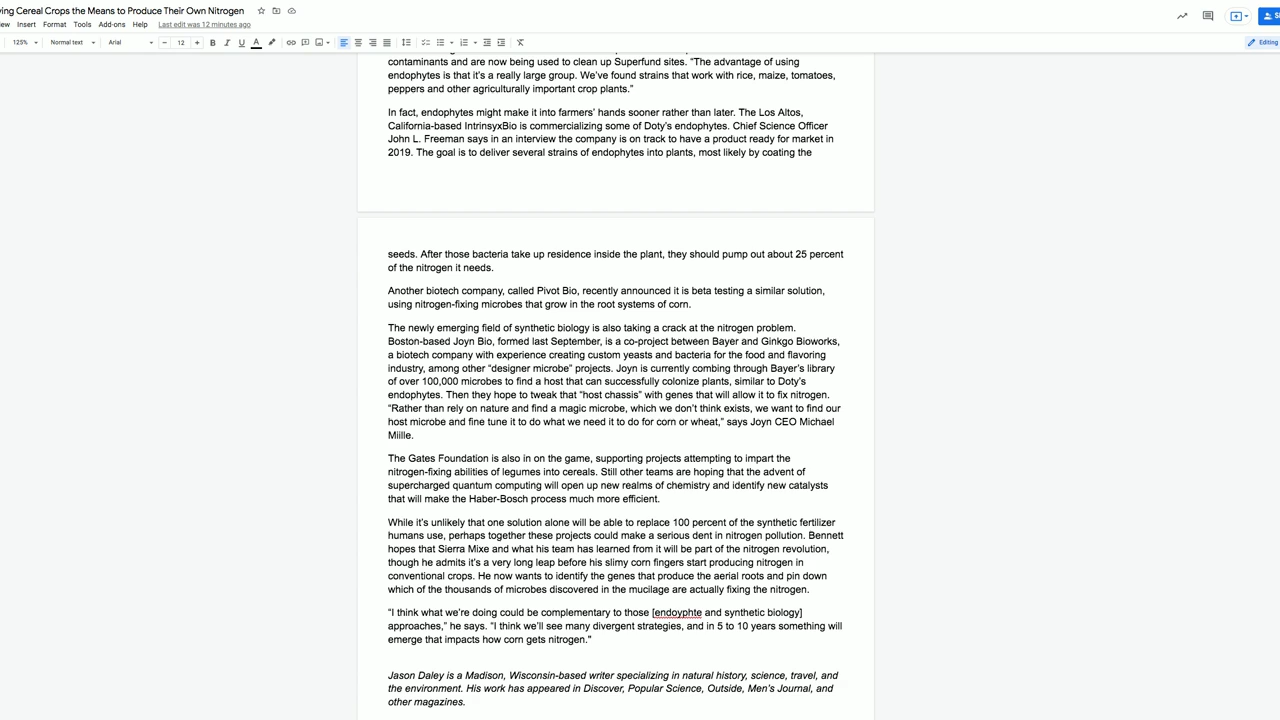 ving Cereal Crops the Means to Produce Their Own Nitrogen
ew Insert Format Tools Add-ons Help Last edit was 12 minutes ago
125% Normal text Arial 12 B I U A Editing
contaminants and are now being used to clean up Superfund sites. “The advantage of using
endophytes is that it’s a really large group. We’ve found strains that work with rice, maize, tomatoes,
peppers and other agriculturally important crop plants.”
In fact, endophytes might make it into farmers’ hands sooner rather than later. The Los Altos,
California-based IntrinsyxBio is commercializing some of Doty’s endophytes. Chief Science Officer
John L. Freeman says in an interview the company is on track to have a product ready for market in
2019. The goal is to deliver several strains of endophytes into plants, most likely by coating the
seeds. After those bacteria take up residence inside the plant, they should pump out about 25 percent
of the nitrogen it needs.
Another biotech company, called Pivot Bio, recently announced it is beta testing a similar solution,
using nitrogen-fixing microbes that grow in the root systems of corn.
The newly emerging field of synthetic biology is also taking a crack at the nitrogen problem.
Boston-based Joyn Bio, formed last September, is a co-project between Bayer and Ginkgo Bioworks,
a biotech company with experience creating custom yeasts and bacteria for the food and flavoring
industry, among other “designer microbe” projects. Joyn is currently combing through Bayer’s library
of over 100,000 microbes to find a host that can successfully colonize plants, similar to Doty’s
endophytes. Then they hope to tweak that “host chassis” with genes that will allow it to fix nitrogen.
“Rather than rely on nature and find a magic microbe, which we don’t think exists, we want to find our
host microbe and fine tune it to do what we need it to do for corn or wheat,” says Joyn CEO Michael
Miille.
The Gates Foundation is also in on the game, supporting projects attempting to impart the
nitrogen-fixing abilities of legumes into cereals. Still other teams are hoping that the advent of
supercharged quantum computing will open up new realms of chemistry and identify new catalysts
that will make the Haber-Bosch process much more efficient.
While it’s unlikely that one solution alone will be able to replace 100 percent of the synthetic fertilizer
humans use, perhaps together these projects could make a serious dent in nitrogen pollution. Bennett
hopes that Sierra Mixe and what his team has learned from it will be part of the nitrogen revolution,
though he admits it’s a very long leap before his slimy corn fingers start producing nitrogen in
conventional crops. He now wants to identify the genes that produce the aerial roots and pin down
which of the thousands of microbes discovered in the mucilage are actually fixing the nitrogen.
“I think what we’re doing could be complementary to those [endoyphte and synthetic biology]
approaches,” he says. “I think we’ll see many divergent strategies, and in 5 to 10 years something will
emerge that impacts how corn gets nitrogen.”
Jason Daley is a Madison, Wisconsin-based writer specializing in natural history, science, travel, and
the environment. His work has appeared in Discover, Popular Science, Outside, Men’s Journal, and
other magazines.